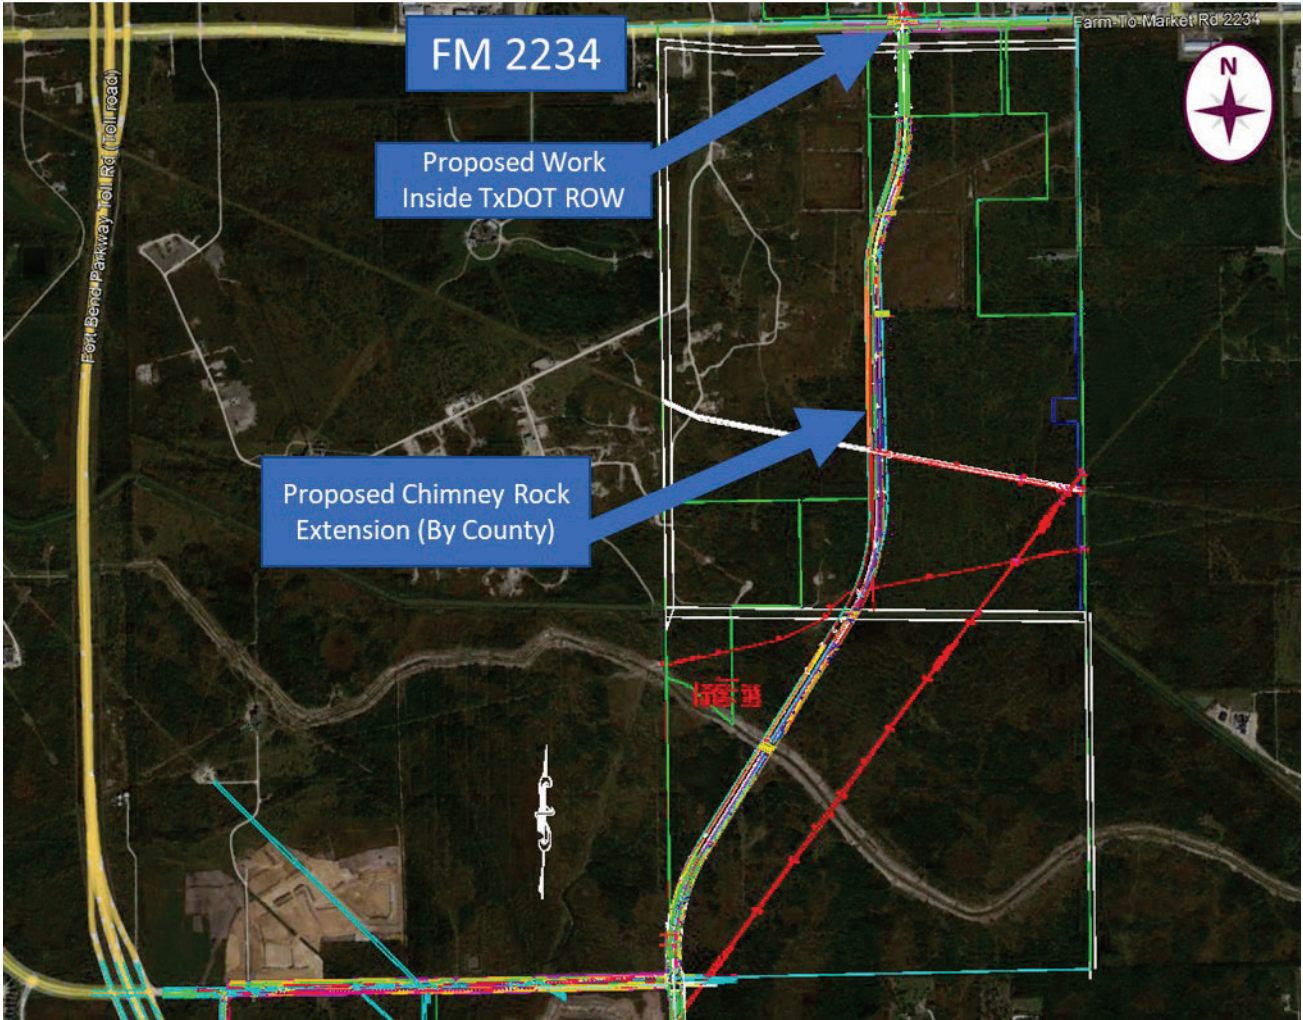 Farm-To-Market Rd 2234
FM 2234
N
Proposed Work
Inside TxDOT ROW
Fort Bend Parkway Toll Rd (Toll road)
Proposed Chimney Rock
Extension (By County)